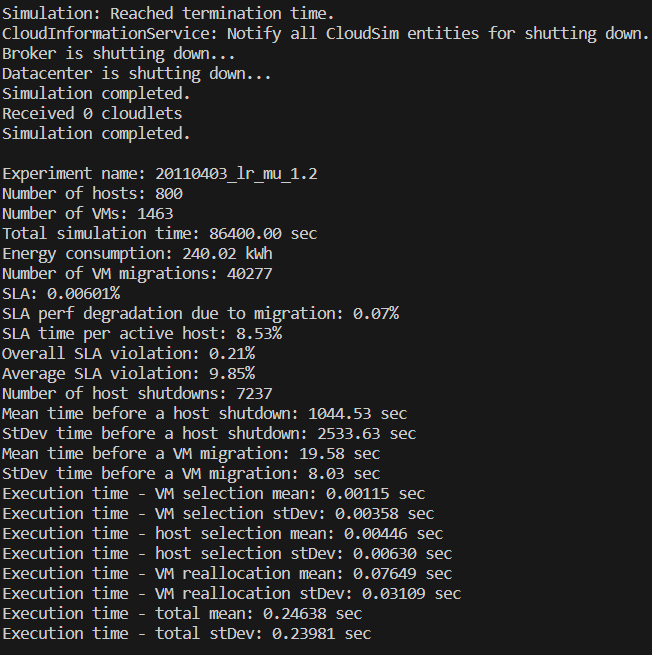 Simulation: Reached termination time.
CloudInformationService: Notify all CloudSim entities for shutting down.
Broker is shutting down...
Datacenter is shutting down...
Simulation completed.
Received 0 cloudlets
Simulation completed.
Experiment name: 20110403_lr_mu_1.2
Number of hosts: 800
Number of VMs: 1463
Total simulation time: 86400.00 sec
Energy consumption: 240.02 kWh
Number of VM migrations: 40277
SLA: 0.00601%
SLA perf degradation due to migration: 0.07%
SLA time per active host: 8.53%
Overall SLA violation: 0.21%
Average SLA violation: 9.85%
Number of host shutdowns: 7237
Mean time before a host shutdown: 1044.53 sec
StDev time before a host shutdown: 2533.63 sec
Mean time before a VM migration: 19.58 sec
StDev time before a VM migration: 8.03 sec
Execution time - VM selection mean: 0.00115 sec
Execution time - VM selection stDev: 0.00358 sec
Execution time - host selection mean: 0.00446 sec
Execution time - host selection stDev: 0.00630 sec
Execution time - VM reallocation mean: 0.07649 sec
Execution time - VM reallocation stDev: 0.03109 sec
Execution time - total mean: 0.24638 sec
Execution time - total stDev: 0.23981 sec